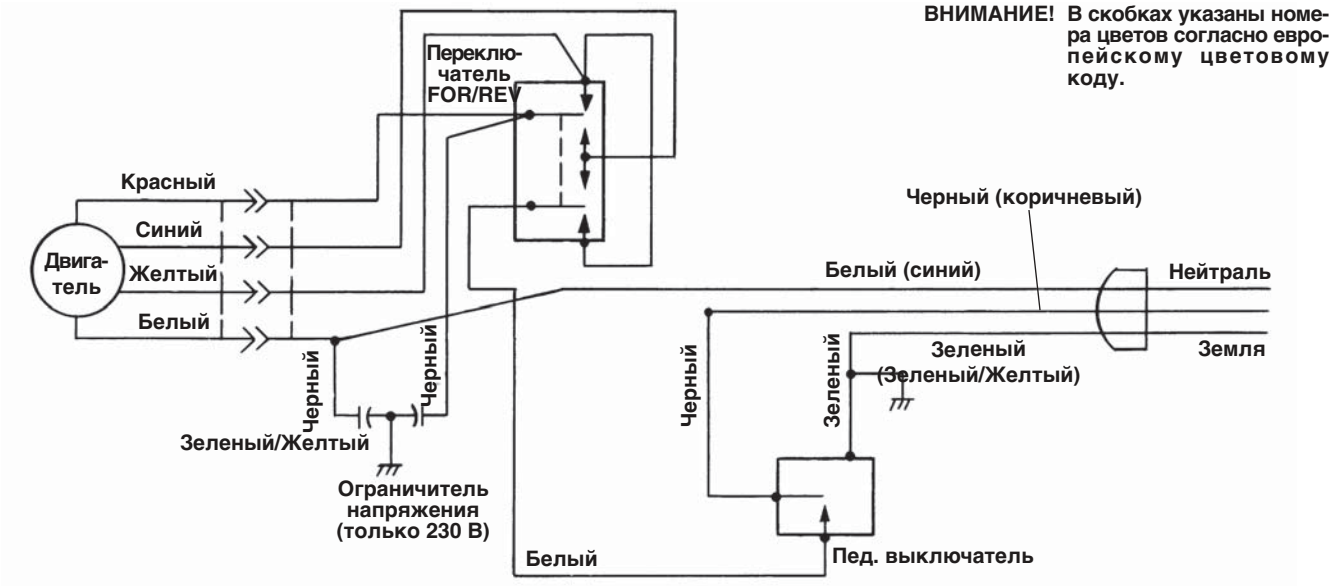 ВНИМАНИЕ! В скобках указаны номе-
ра цветов согласно евро-
пейскому цветовому
коду.
Переклю-
чатель
FOR/REV
Красный
Синий
Желтый
Белый
Двига-
тель
Черный (коричневый)
Белый (синий)
Нейтраль
Зеленый
(Зеленый/Желтый)
Земля
Черный
Черный
Черный
Зеленый
Зеленый/Желтый
Ограничитель
напряжения
(только 230 В)
Белый
Пед. выключатель